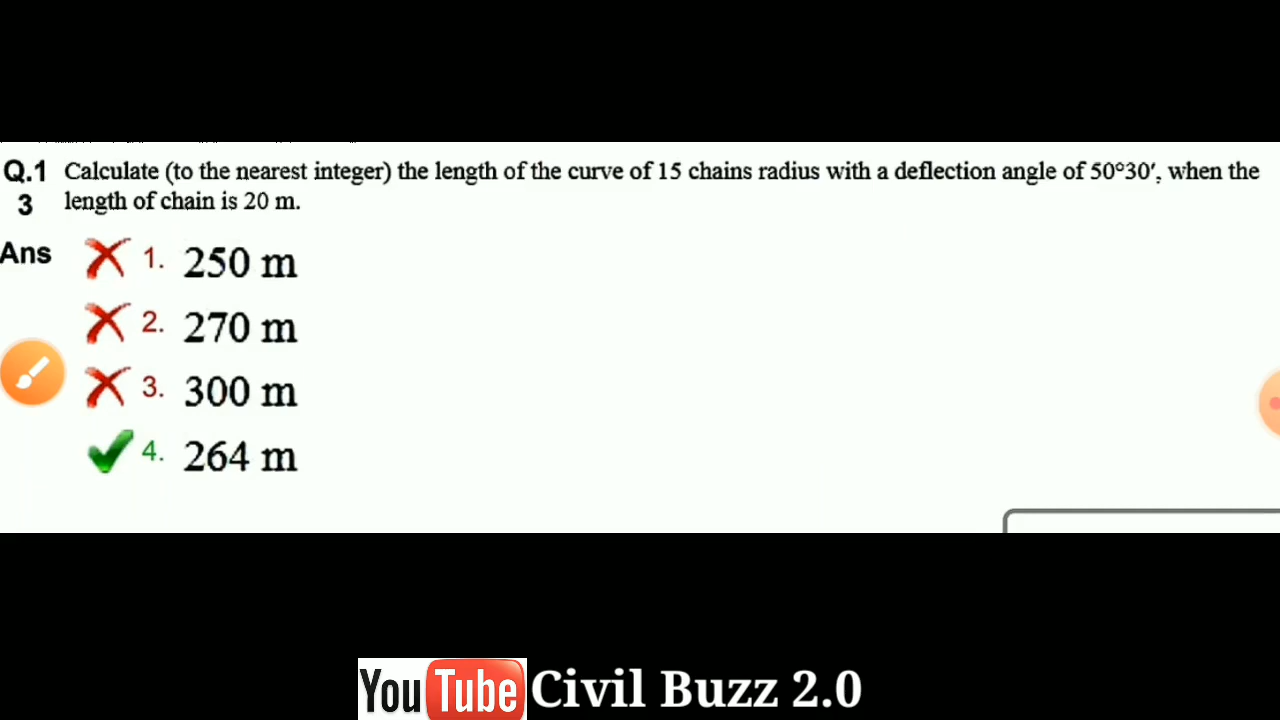 Q.1 Calculate (to the nearest integer) the length of the curve of 15 chains radius with a deflection angle of 50°30′, when the
3 length of chain is 20 m.
Ans 1. 250 m
2. 270 m
3. 300 m
4. 264 m
YouTube Civil Buzz 2.0